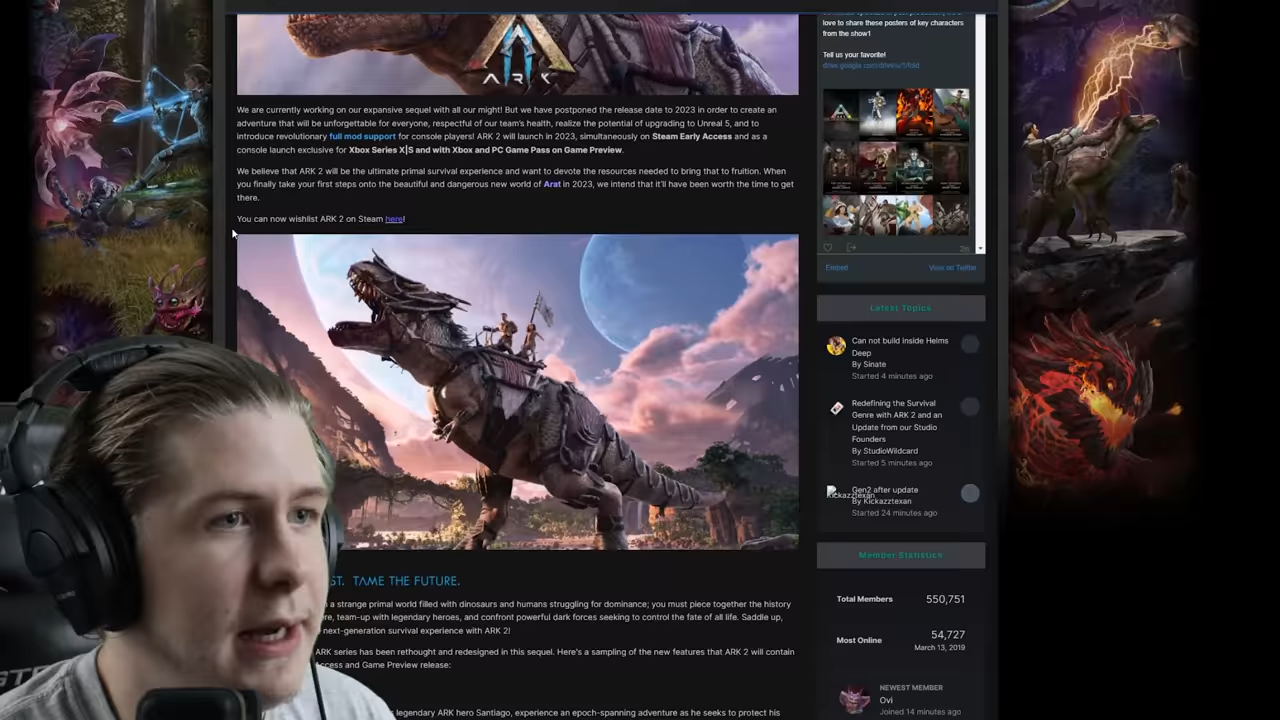 ARK
We are currently working on our expansive sequel with all our might! But we have postponed the release date to 2023 in order to create an
adventure that will be unforgettable for everyone, respectful of our team's health, realize the potential of upgrading to Unreal 5, and to
introduce revolutionary full mod support for console players! ARK 2 will launch in 2023, simultaneously on Steam Early Access and as a
console launch exclusive for Xbox Series X|S and with Xbox and PC Game Pass on Game Preview.
We believe that ARK 2 will be the ultimate primal survival experience and want to devote the resources needed to bring that to fruition. When
you finally take your first steps onto the beautiful and dangerous new world of Arat in 2023, we intend that it'll have been worth the time to get
there.
You can now wishlist ARK 2 on Steam here!
ST. TAME THE FUTURE.
a strange primal world filled with dinosaurs and humans struggling for dominance; you must piece together the history
re, team-up with legendary heroes, and confront powerful dark forces seeking to control the fate of all life. Saddle up,
next-generation survival experience with ARK 2!
ARK series has been rethought and redesigned in this sequel. Here's a sampling of the new features that ARK 2 will contain
Access and Game Preview release:
legendary ARK hero Santiago, experience an epoch-spanning adventure as he seeks to protect his
love to share these posters of key characters
from the show1
Tell us your favorite!
2h
Embed
View on Twitter
Latest Topics
Can not build inside Helms
Deep
By Sinate
Started 4 minutes ago
Redefining the Survival
Genre with ARK 2 and an
Update from our Studio
Founders
By StudioWildcard
Started 5 minutes ago
Kickazztexan
Gen2 after update
By Kickazztexan
Started 24 minutes ago
Member Statistics
Total Members
550,751
Most Online
54,727
March 13, 2019
NEWEST MEMBER
Ovi
Joined 14 minutes ago